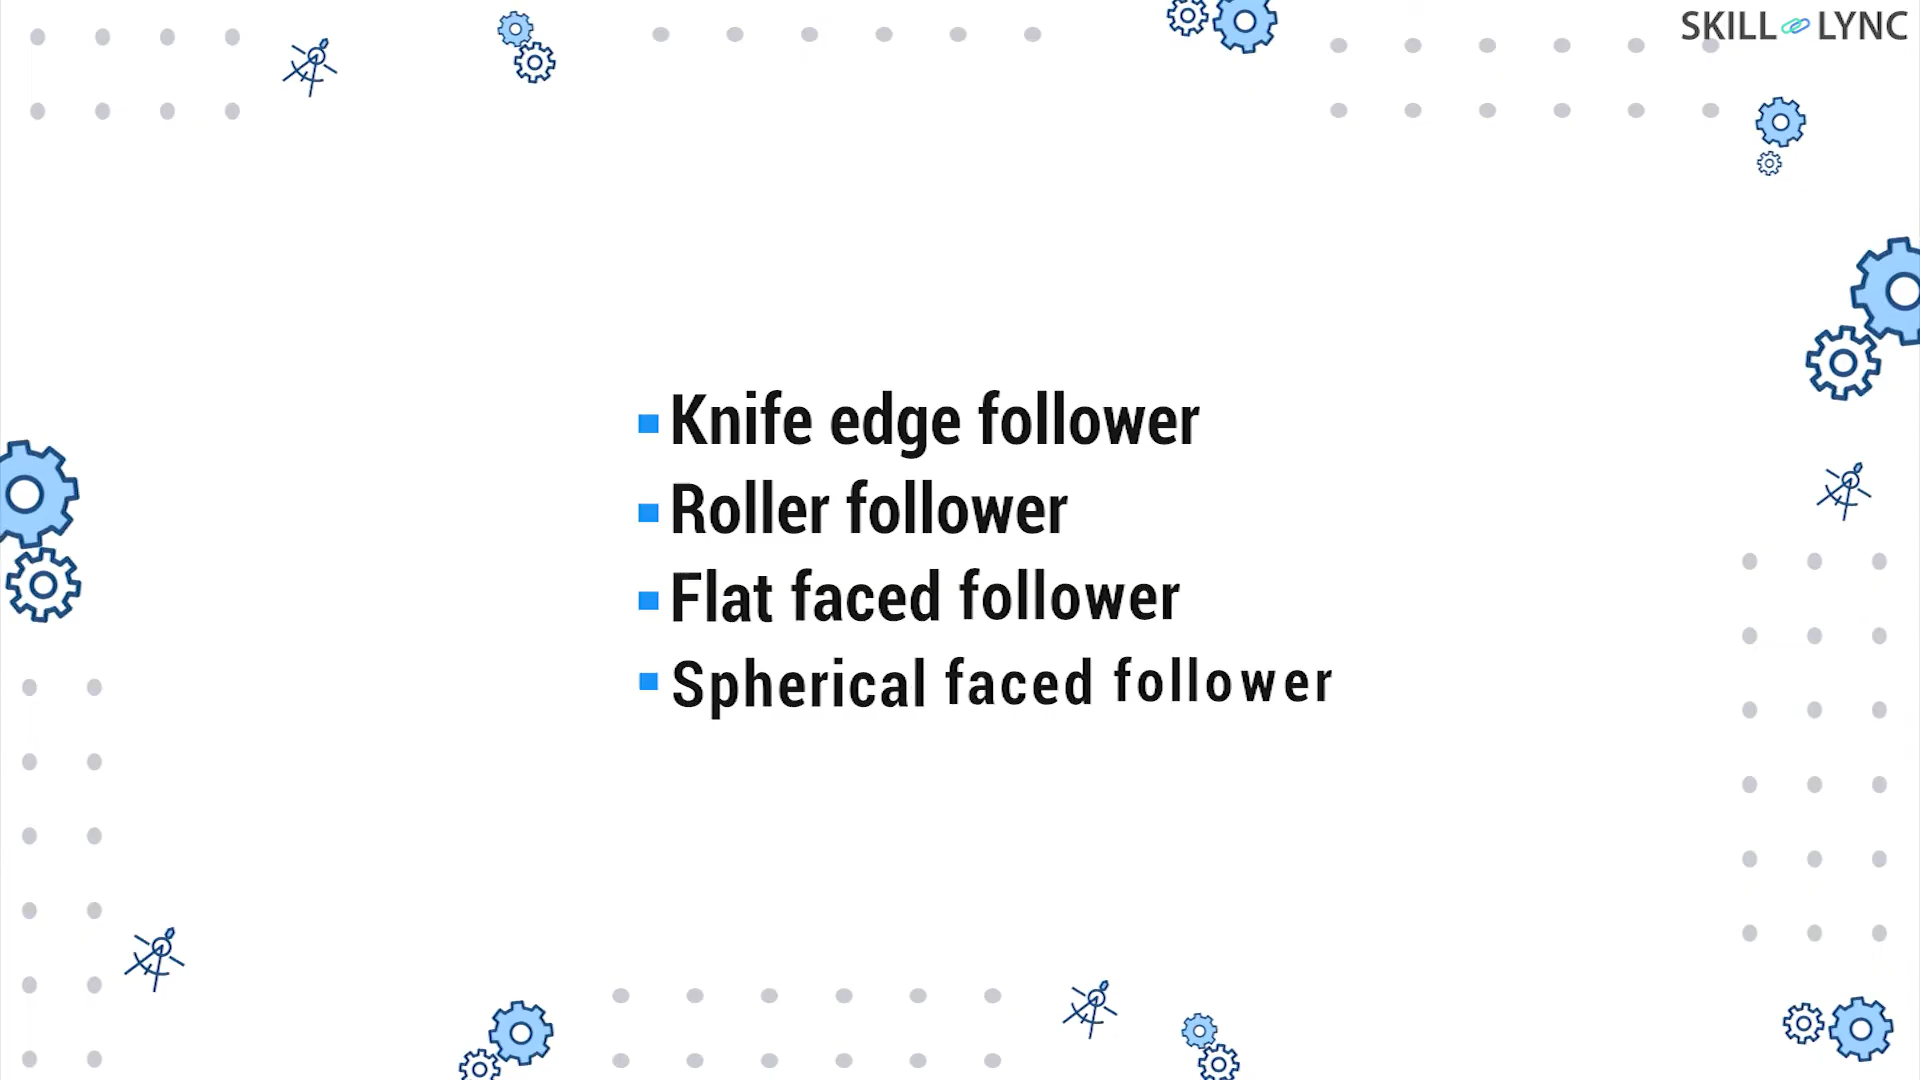 SKILL LYNC
Knife edge follower
Roller follower
Flat faced follower
Spherical faced follower